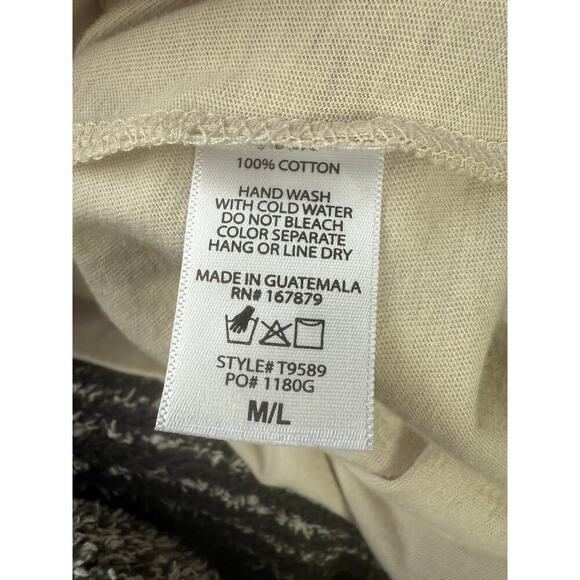 100% COTTON
HAND WASH
WITH COLD WATER
DO NOT BLEACH
COLOR SEPARATE
HANG OR LINE DRY
MADE IN GUATEMALA
RN# 167879
STYLE# T9589
PO# 1180G
M/L